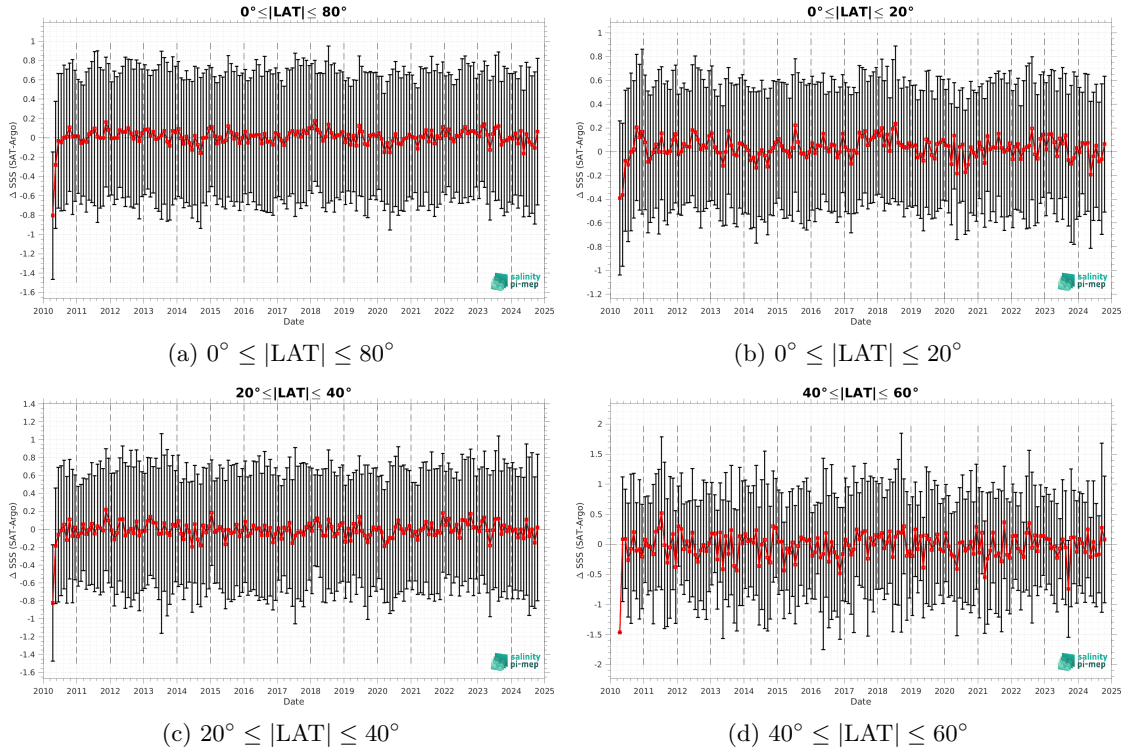 0°≤|LAT|≤ 80°
Δ SSS (SAT-Argo)
1
0.8
0.6
0.4
0.2
0
-0.2
-0.4
-0.6
-0.8
-1
-1.2
-1.4
-1.6
salinity
pi-mep
2010 2011 2012 2013 2014 2015 2016 2017 2018 2019 2020 2021 2022 2023 2024 2025
Date
(a) 0° ≤ |LAT| ≤ 80°
0°≤|LAT|≤ 20°
Δ SSS (SAT-Argo)
1
0.8
0.6
0.4
0.2
0
-0.2
-0.4
-0.6
-0.8
-1
-1.2
salinity
pi-mep
2010 2011 2012 2013 2014 2015 2016 2017 2018 2019 2020 2021 2022 2023 2024 2025
Date
(b) 0° ≤ |LAT| ≤ 20°
20°≤|LAT|≤ 40°
Δ SSS (SAT-Argo)
1.4
1.2
1
0.8
0.6
0.4
0.2
0
-0.2
-0.4
-0.6
-0.8
-1
-1.2
-1.4
-1.6
salinity
pi-mep
2010 2011 2012 2013 2014 2015 2016 2017 2018 2019 2020 2021 2022 2023 2024 2025
Date
(c) 20° ≤ |LAT| ≤ 40°
40°≤|LAT|≤ 60°
Δ SSS (SAT-Argo)
2
1.5
1
0.5
0
-0.5
-1
-1.5
-2
salinity
pi-mep
2010 2011 2012 2013 2014 2015 2016 2017 2018 2019 2020 2021 2022 2023 2024 2025
Date
(d) 40° ≤ |LAT| ≤ 60°